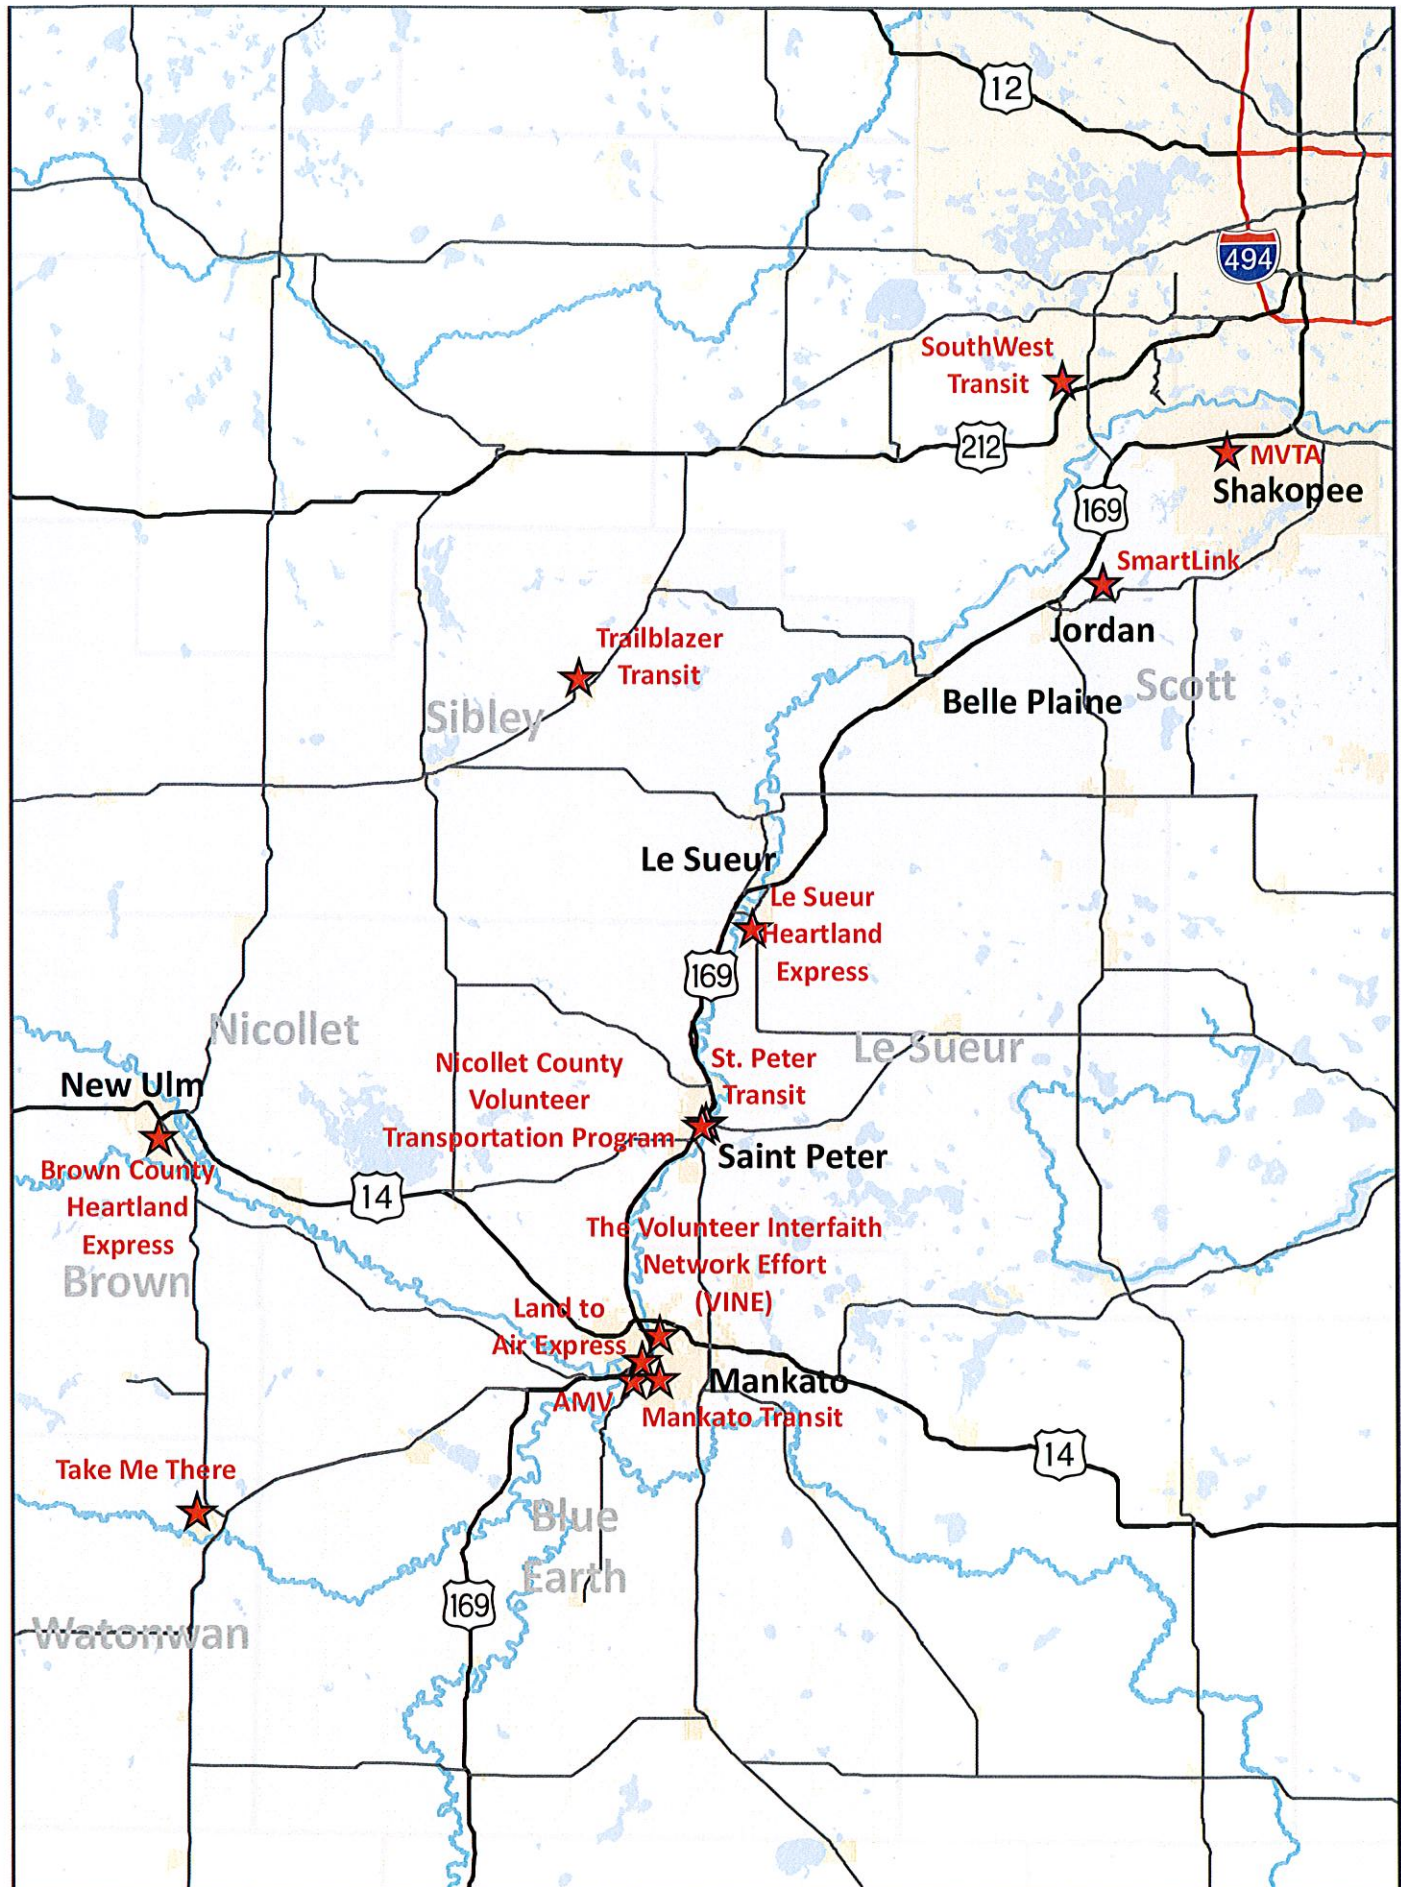 12
494
SouthWest
Transit
212
MVTA
Shakopee
169
SmartLink
Jordan
Trailblazer
Transit
Scott
Belle Plaine
Sibley
Le Sueur
Le Sueur
Heartland
Express
169
Nicollet
Le Sueur
Nicollet County
Volunteer
Transportation Program
St. Peter
Transit
New Ulm
Saint Peter
Brown County
Heartland
Express
14
Brown
The Volunteer Interfaith
Network Effort
(VINE)
Land to
Air Express
Mankato
AMV
Mankato Transit
14
Take Me There
Blue
Earth
169
Watonwan